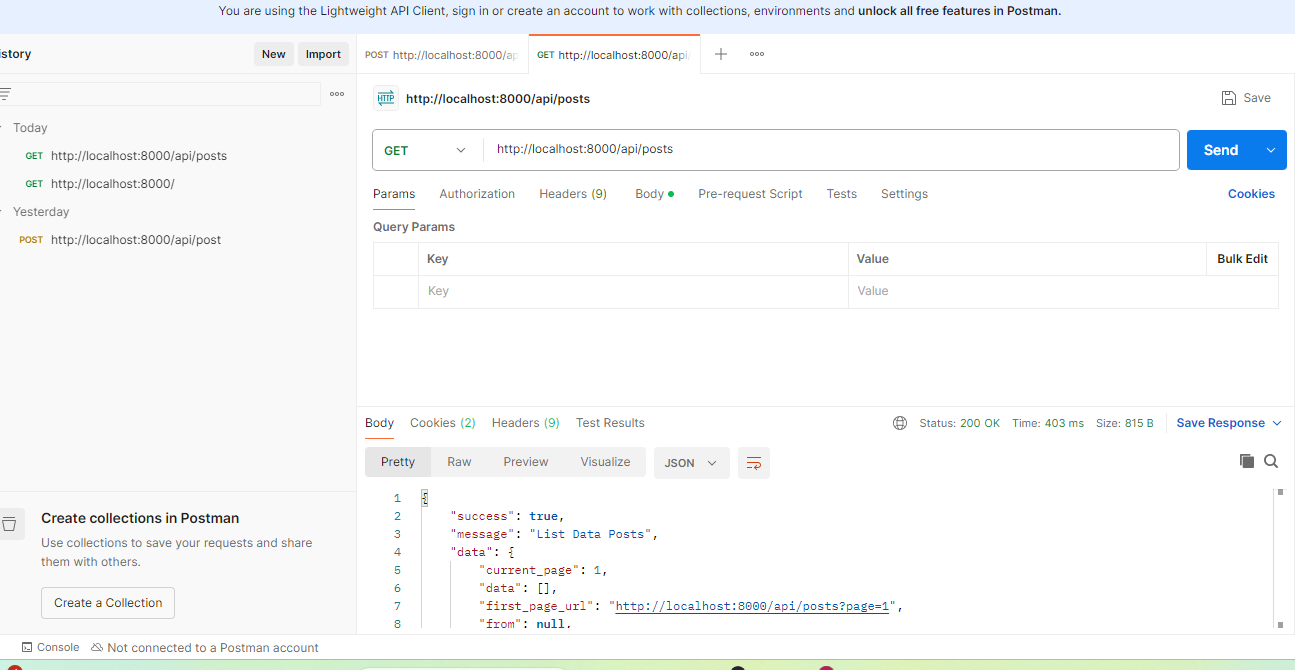 You are using the Lightweight API Client, sign in or create an account to work with collections, environments and unlock all free features in Postman.
istory
New
Import
POST http://localhost:8000/ap
GET http://localhost:8000/api
HTTP http://localhost:8000/api/posts
Save
Today
GET http://localhost:8000/api/posts
GET http://localhost:8000/
Yesterday
POST http://localhost:8000/api/post
GET
http://localhost:8000/api/posts
Send
Params Authorization Headers (9) Body Pre-request Script Tests Settings Cookies
Query Params
Key Value Bulk Edit
Key Value
Body Cookies (2) Headers (9) Test Results
Status: 200 OK Time: 403 ms Size: 815 B Save Response
Pretty Raw Preview Visualize JSON
1 {
2 "success": true,
3 "message": "List Data Posts",
4 "data": {
5 "current_page": 1,
6 "data": [],
7 "first_page_url": "http://localhost:8000/api/posts?page=1",
8 "from": null,
Create collections in Postman
Use collections to save your requests and share
them with others.
Create a Collection
Console Not connected to a Postman account